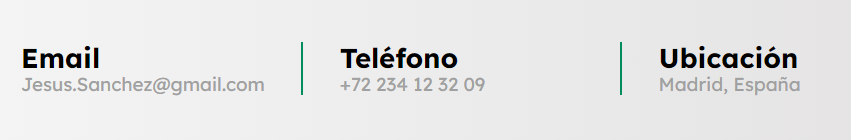 Email
Jesus.Sanchez@gmail.com
Teléfono
+72 234 12 32 09
Ubicación
Madrid, España